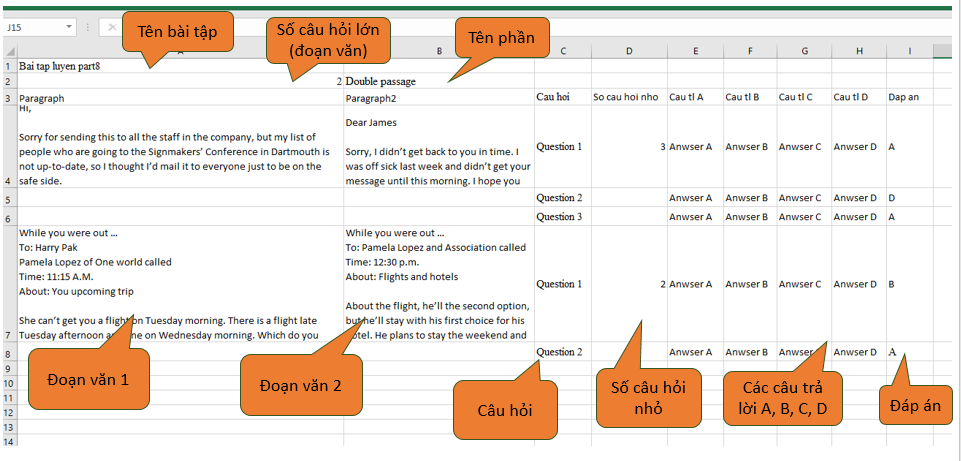 J15
Tên bài tập
Số câu hỏi lớn
(đoạn văn)
Tên phần
B C D E F G H I
1 Bai tap luyen part8
2 2 Double passage
3 Paragraph Paragraph2 Cau hoi So cau hoi nho Cau tl A Cau tl B Cau tl C Cau tl D Dap an
Hi,
Sorry for sending this to all the staff in the company, but my list of
people who are going to the Signmakers’ Conference in Dartmouth is
not up-to-date, so I thought I’d mail it to everyone just to be on the
safe side.
Dear James
Sorry, I didn’t get back to you in time. I
was off sick last week and didn’t get your
message until this morning. I hope you
4 Question 1 3 Anwser A Anwser B Anwser C Anwser D A
5 Question 2 Anwser A Anwser B Anwser C Anwser D D
6 Question 3 Anwser A Anwser B Anwser C Anwser D A
While you were out ...
To: Harry Pak
Pamela Lopez of One world called
Time: 11:15 A.M.
About: You upcoming trip
She can’t get you a flight on Tuesday morning. There is a flight late
Tuesday afternoon on Wednesday morning. Which do you
While you were out ...
To: Pamela Lopez and Association called
Time: 12:30 p.m.
About: Flights and hotels
About the flight, he’ll the second option,
but he’ll stay with his first choice for his
hotel. He plans to stay the weekend and
7 Question 1 2 Anwser A Anwser B Anwser C Anwser D B
8 Question 2 Anwser A Anwser B Anwser D A
9
10
11
12
13
14
Đoạn văn 1
Đoạn văn 2
Câu hỏi
Số câu hỏi
nhỏ
Các câu trả
lời A, B, C, D
Đáp án